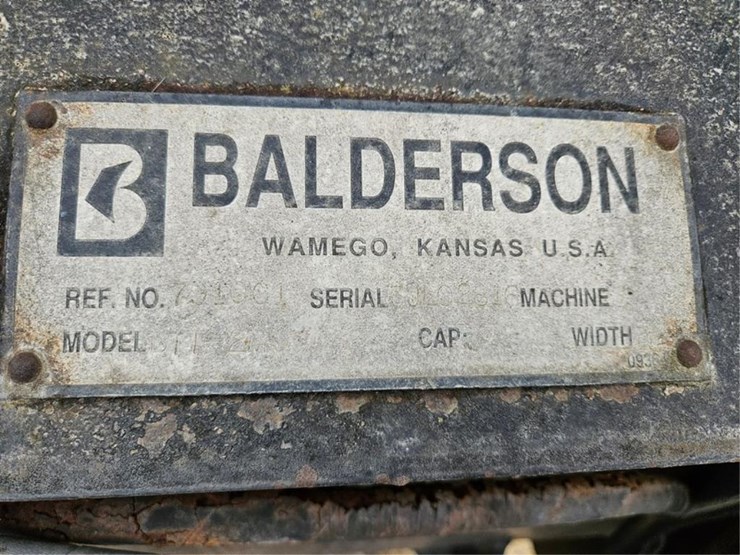 B BALDERSON
WAMEGO, KANSAS U.S.A.
REF. NO. SERIAL MACHINE
MODEL CAP. WIDTH